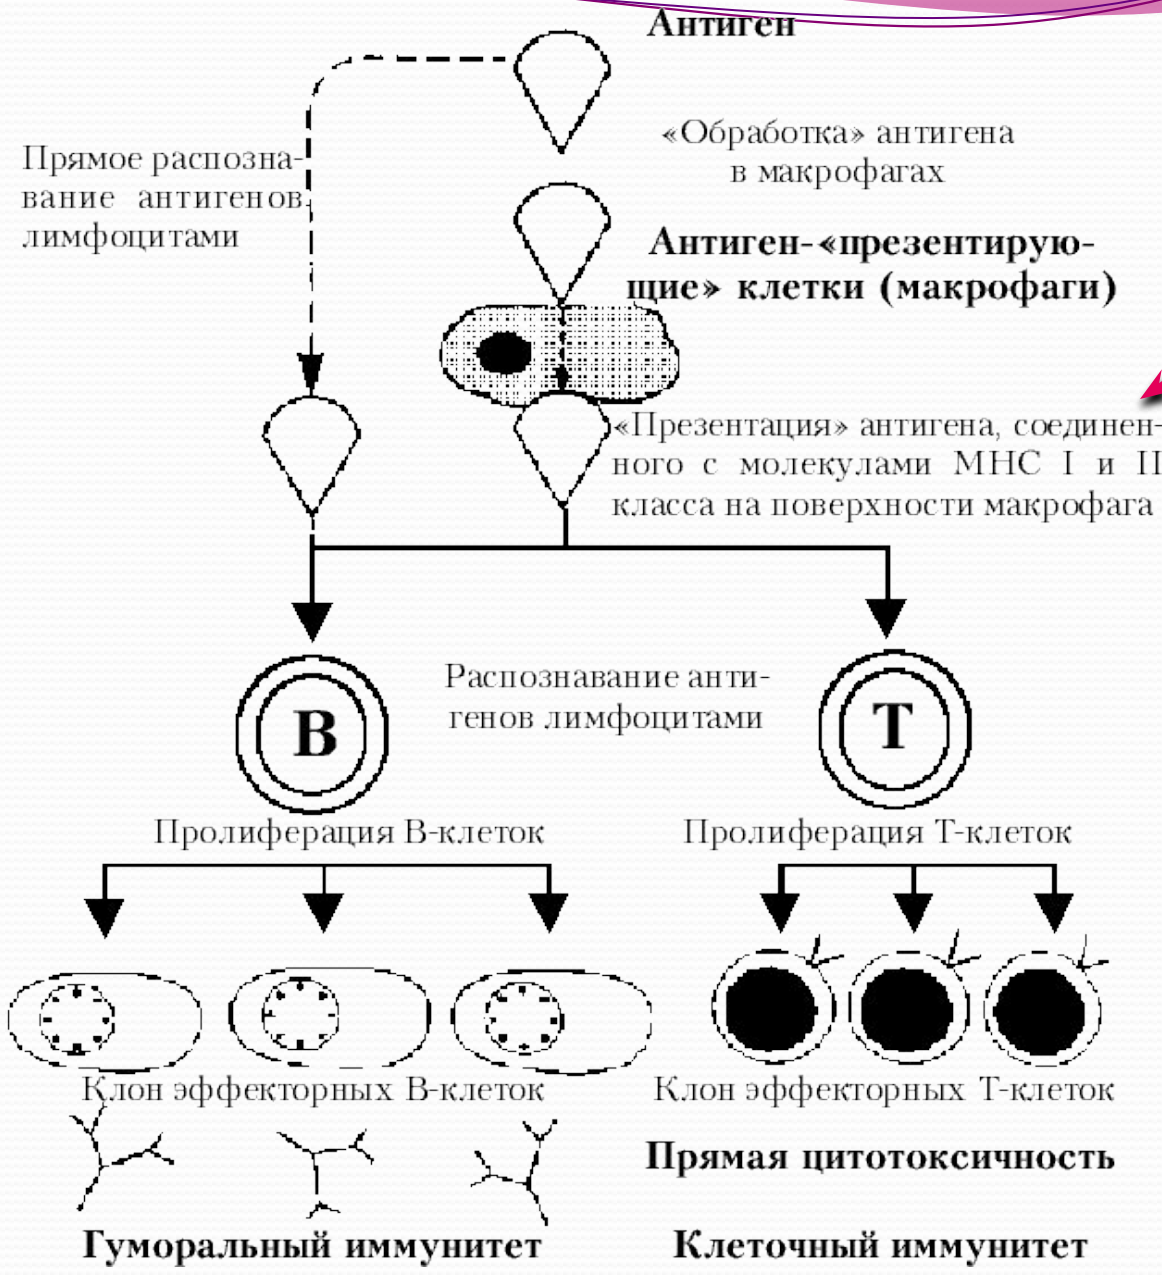 Антиген
«Обработка» антигена
в макрофагах
Прямое распозна-
вание антигенов
лимфоцитами
Антиген-«презентирую-
щие» клетки (макрофаги)
«Презентация» антигена, соединен-
ного с молекулами МНС I и II
класса на поверхности макрофага
Распознавание анти-
генов лимфоцитами
В
Т
Пролиферация В-клеток
Пролиферация Т-клеток
Клон эффекторных В-клеток
Клон эффекторных Т-клеток
Прямая цитотоксичность
Гуморальный иммунитет
Клеточный иммунитет